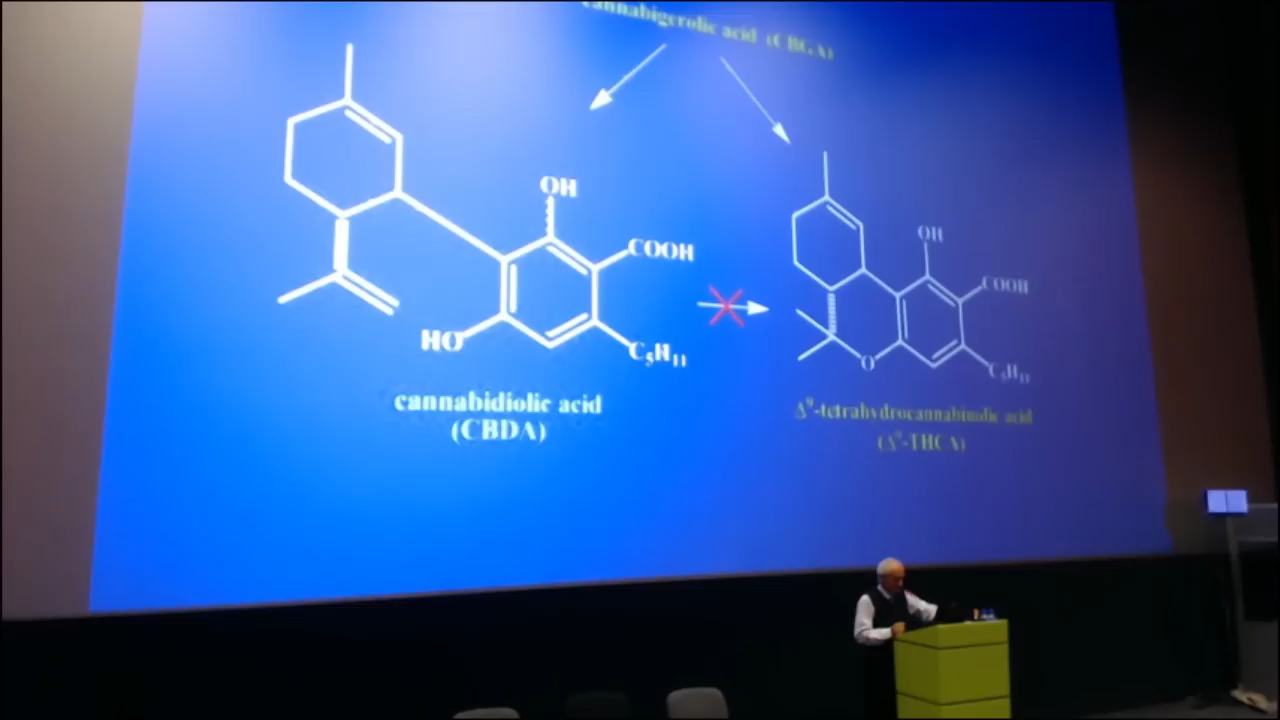 cannabigerolic acid (CBGA)
OH
COOH
HO
C₅H₁₁
cannabidiolic acid
(CBDA)
OH
COOH
O
C₅H₁₁
Δ⁹-tetrahydrocannabinolic acid
(Δ⁹-THCA)